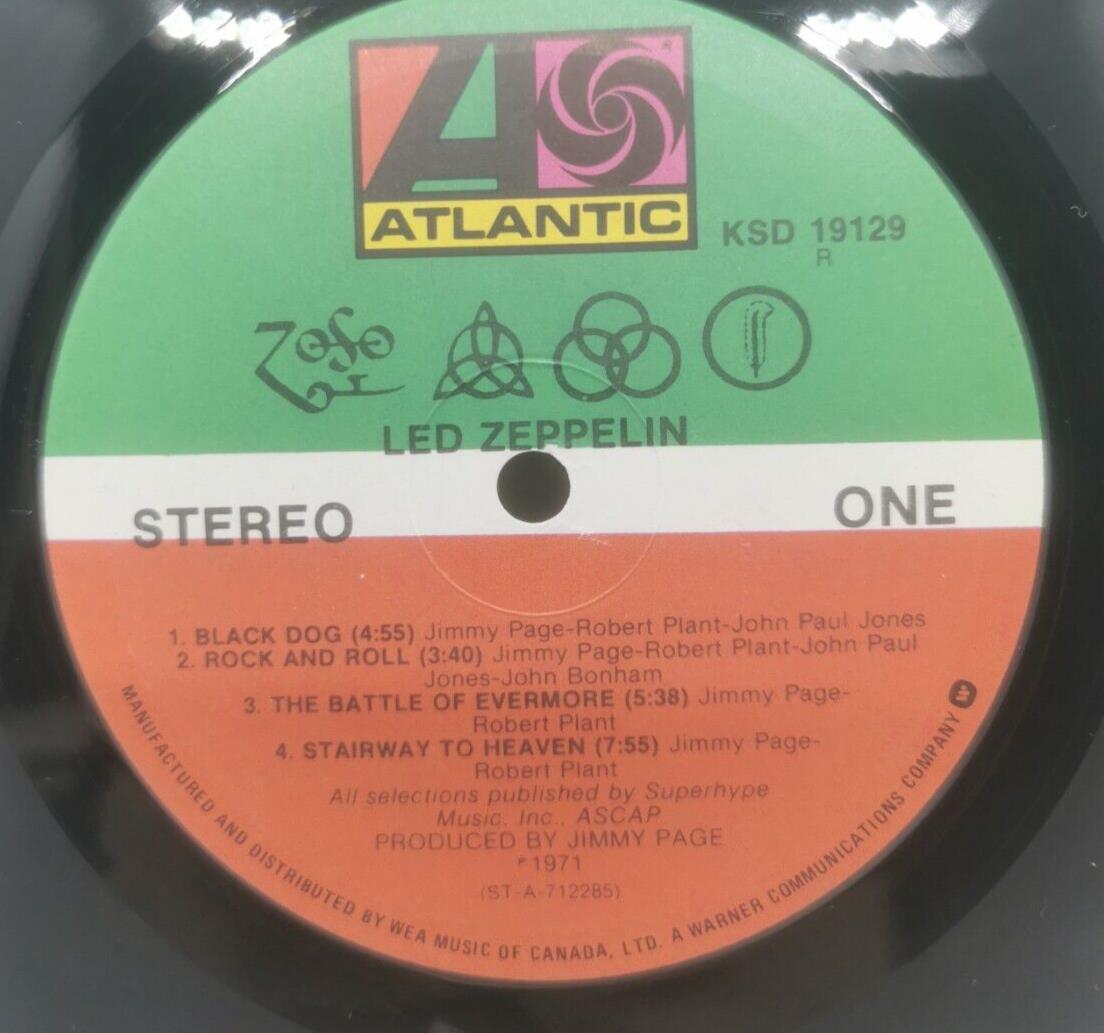 ATLANTIC
®
KSD 19129
R
LED ZEPPELIN
STEREO
ONE
1. BLACK DOG (4:55) Jimmy Page-Robert Plant-John Paul Jones
2. ROCK AND ROLL (3:40) Jimmy Page-Robert Plant-John Paul
Jones-John Bonham
3. THE BATTLE OF EVERMORE (5:38) Jimmy Page-
Robert Plant
4. STAIRWAY TO HEAVEN (7:55) Jimmy Page-
Robert Plant
All selections published by Superhype
Music, Inc., ASCAP
PRODUCED BY JIMMY PAGE
℗1971
(ST-A-712285)
MANUFACTURED AND DISTRIBUTED BY WEA MUSIC OF CANADA, LTD. A WARNER COMMUNICATIONS COMPANY